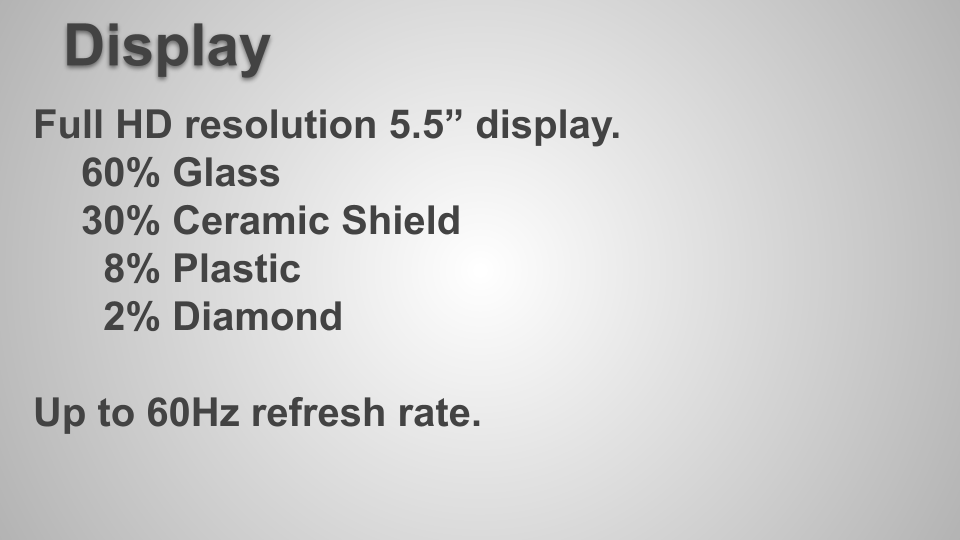 Display
Full HD resolution 5.5” display.
60% Glass
30% Ceramic Shield
8% Plastic
2% Diamond
Up to 60Hz refresh rate.